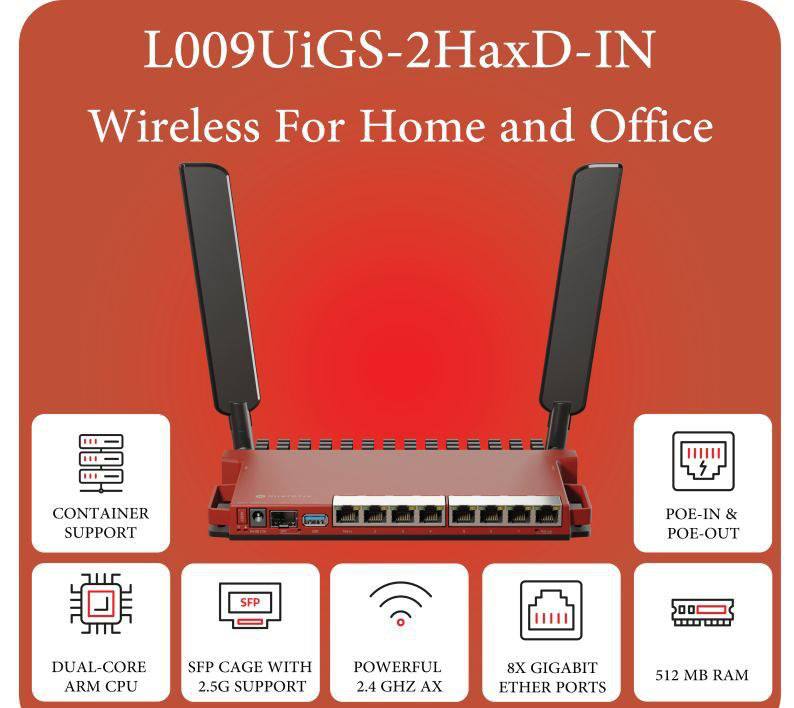 L009UiGS-2HaxD-IN
Wireless For Home and Office
CONTAINER
SUPPORT
POE-IN &
POE-OUT
DUAL-CORE
ARM CPU
SFP
SFP CAGE WITH
2.5G SUPPORT
POWERFUL
2.4 GHZ AX
8X GIGABIT
ETHER PORTS
512 MB RAM